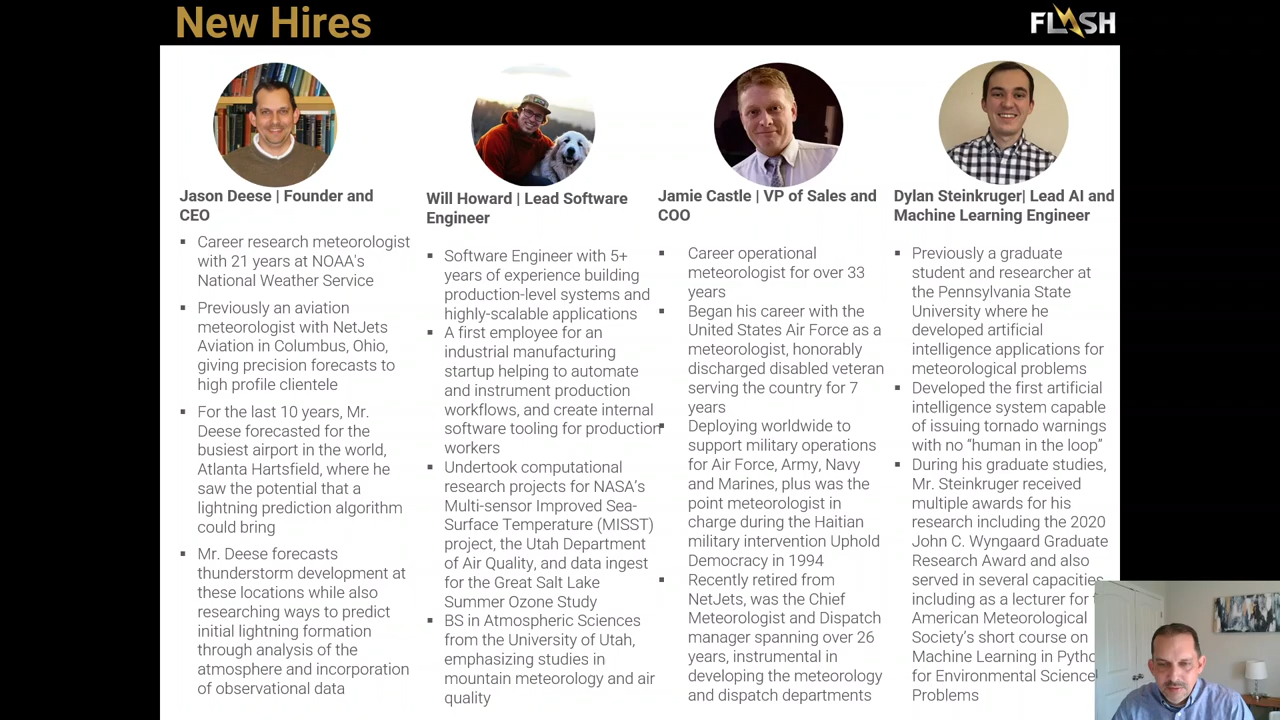 New Hires
FLASH
Jason Deese | Founder and
CEO
▪ Career research meteorologist
with 21 years at NOAA's
National Weather Service
▪ Previously an aviation
meteorologist with NetJets
Aviation in Columbus, Ohio,
giving precision forecasts to
high profile clientele
▪ For the last 10 years, Mr.
Deese forecasted for the
busiest airport in the world,
Atlanta Hartsfield, where he
saw the potential that a
lightning prediction algorithm
could bring
▪ Mr. Deese forecasts
thunderstorm development at
these locations while also
researching ways to predict
initial lightning formation
through analysis of the
atmosphere and incorporation
of observational data
Will Howard | Lead Software
Engineer
▪ Software Engineer with 5+
years of experience building
production-level systems and
highly-scalable applications
▪ A first employee for an
industrial manufacturing
startup helping to automate
and instrument production
workflows, and create internal
software tooling for production
workers
▪ Undertook computational
research projects for NASA's
Multi-sensor Improved Sea-
Surface Temperature (MISST)
project, the Utah Department
of Air Quality, and data ingest
for the Great Salt Lake
Summer Ozone Study
▪ BS in Atmospheric Sciences
from the University of Utah,
emphasizing studies in
mountain meteorology and air
quality
Jamie Castle | VP of Sales and
COO
▪ Career operational
meteorologist for over 33
years
▪ Began his career with the
United States Air Force as a
meteorologist, honorably
discharged disabled veteran
serving the country for 7
years
▪ Deploying worldwide to
support military operations
for Air Force, Army, Navy
and Marines, plus was the
point meteorologist in
charge during the Haitian
military intervention Uphold
Democracy in 1994
▪ Recently retired from
NetJets, was the Chief
Meteorologist and Dispatch
manager spanning over 26
years, instrumental in
developing the meteorology
and dispatch departments
Dylan Steinkruger| Lead AI and
Machine Learning Engineer
▪ Previously a graduate
student and researcher at
the Pennsylvania State
University where he
developed artificial
intelligence applications for
meteorological problems
▪ Developed the first artificial
intelligence system capable
of issuing tornado warnings
with no “human in the loop”
▪ During his graduate studies,
Mr. Steinkruger received
multiple awards for his
research including the 2020
John C. Wyngaard Graduate
Research Award and also
served in several capacities
including as a lecturer for
American Meteorological
Society's short course on
Machine Learning in Pytho
for Environmental Science
Problems